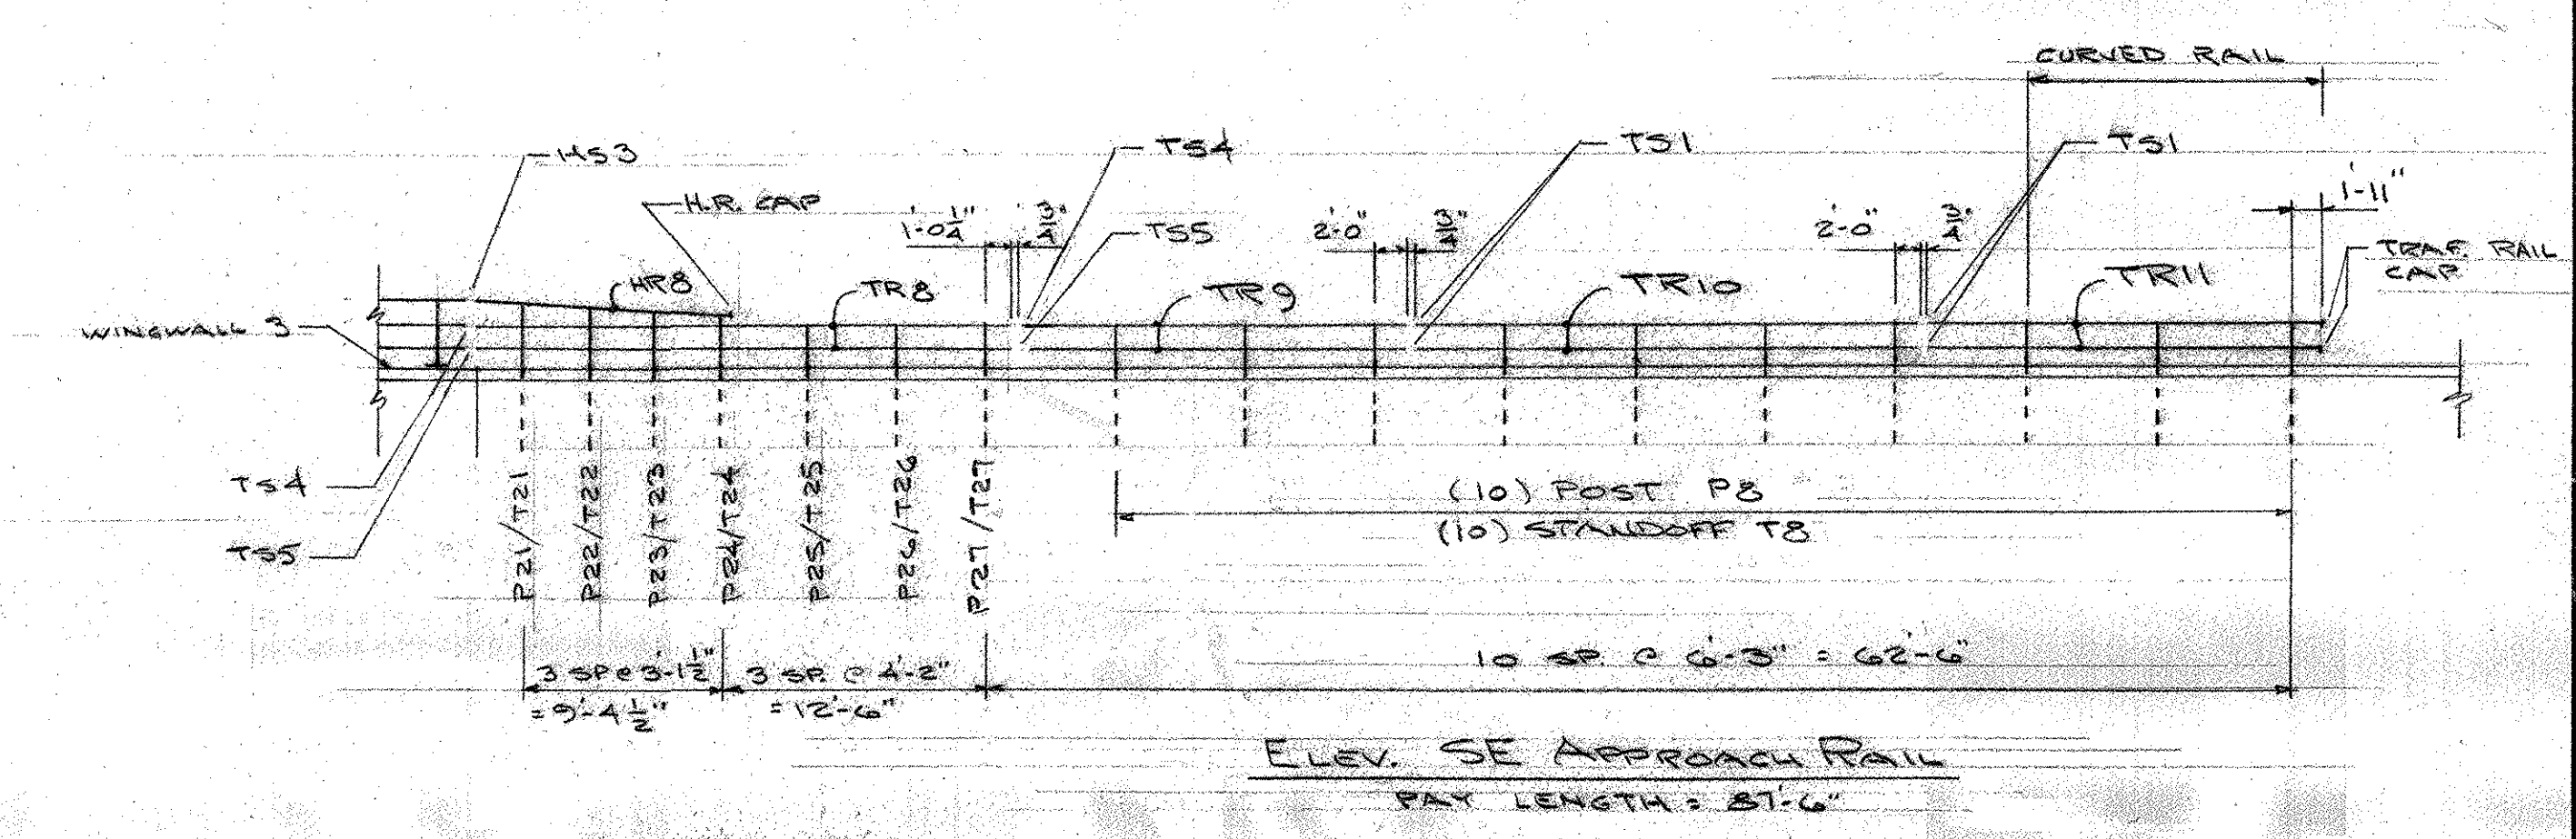 CURVED RAIL
HS3
TS4
TS1
TS1
1'-11"
H.R. CAP
1'-0 1/4"
3/4"
TS5
2'-0"
3/4"
2'-0"
3/4"
TRAF. RAIL
CAP
HR8
TR8
TR9
TR10
TR11
WINGWALL 3
TS4
TS5
P21/T21
P22/T22
P23/T23
P24/T24
P25/T25
P26/T26
P27/T27
(10) POST P8
(10) STANDOFF T8
3 SP @ 3'-1 1/2"
= 9'-4 1/2"
3 SP. @ 4'-2"
= 12'-6"
10 SP. @ 6'-3" = 62'-6"
ELEV. SE APPROACH RAIL
PAY LENGTH = 87'-6"